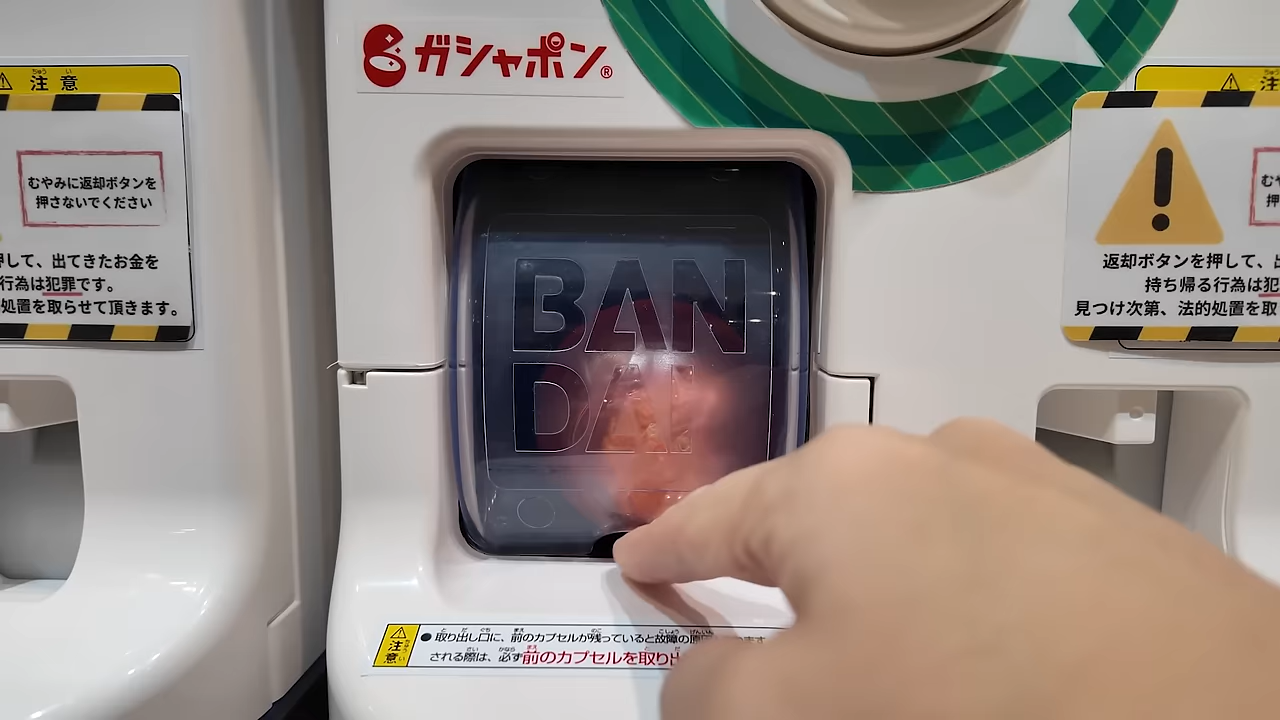 ガシャポン®
ちゅう い
注意
むやみに返却ボタンを
押さないでください
押して、出てきたお金を
行為は犯罪です。
処置を取らせて頂きます。
BAN
DAI
注
返却ボタンを押して、
持ち帰る行為は犯
見つけ次第、法的処置を取
注意
●取り出し口に、前のカプセルが残っていると故障の
される際は、必ず前のカプセルを取り出